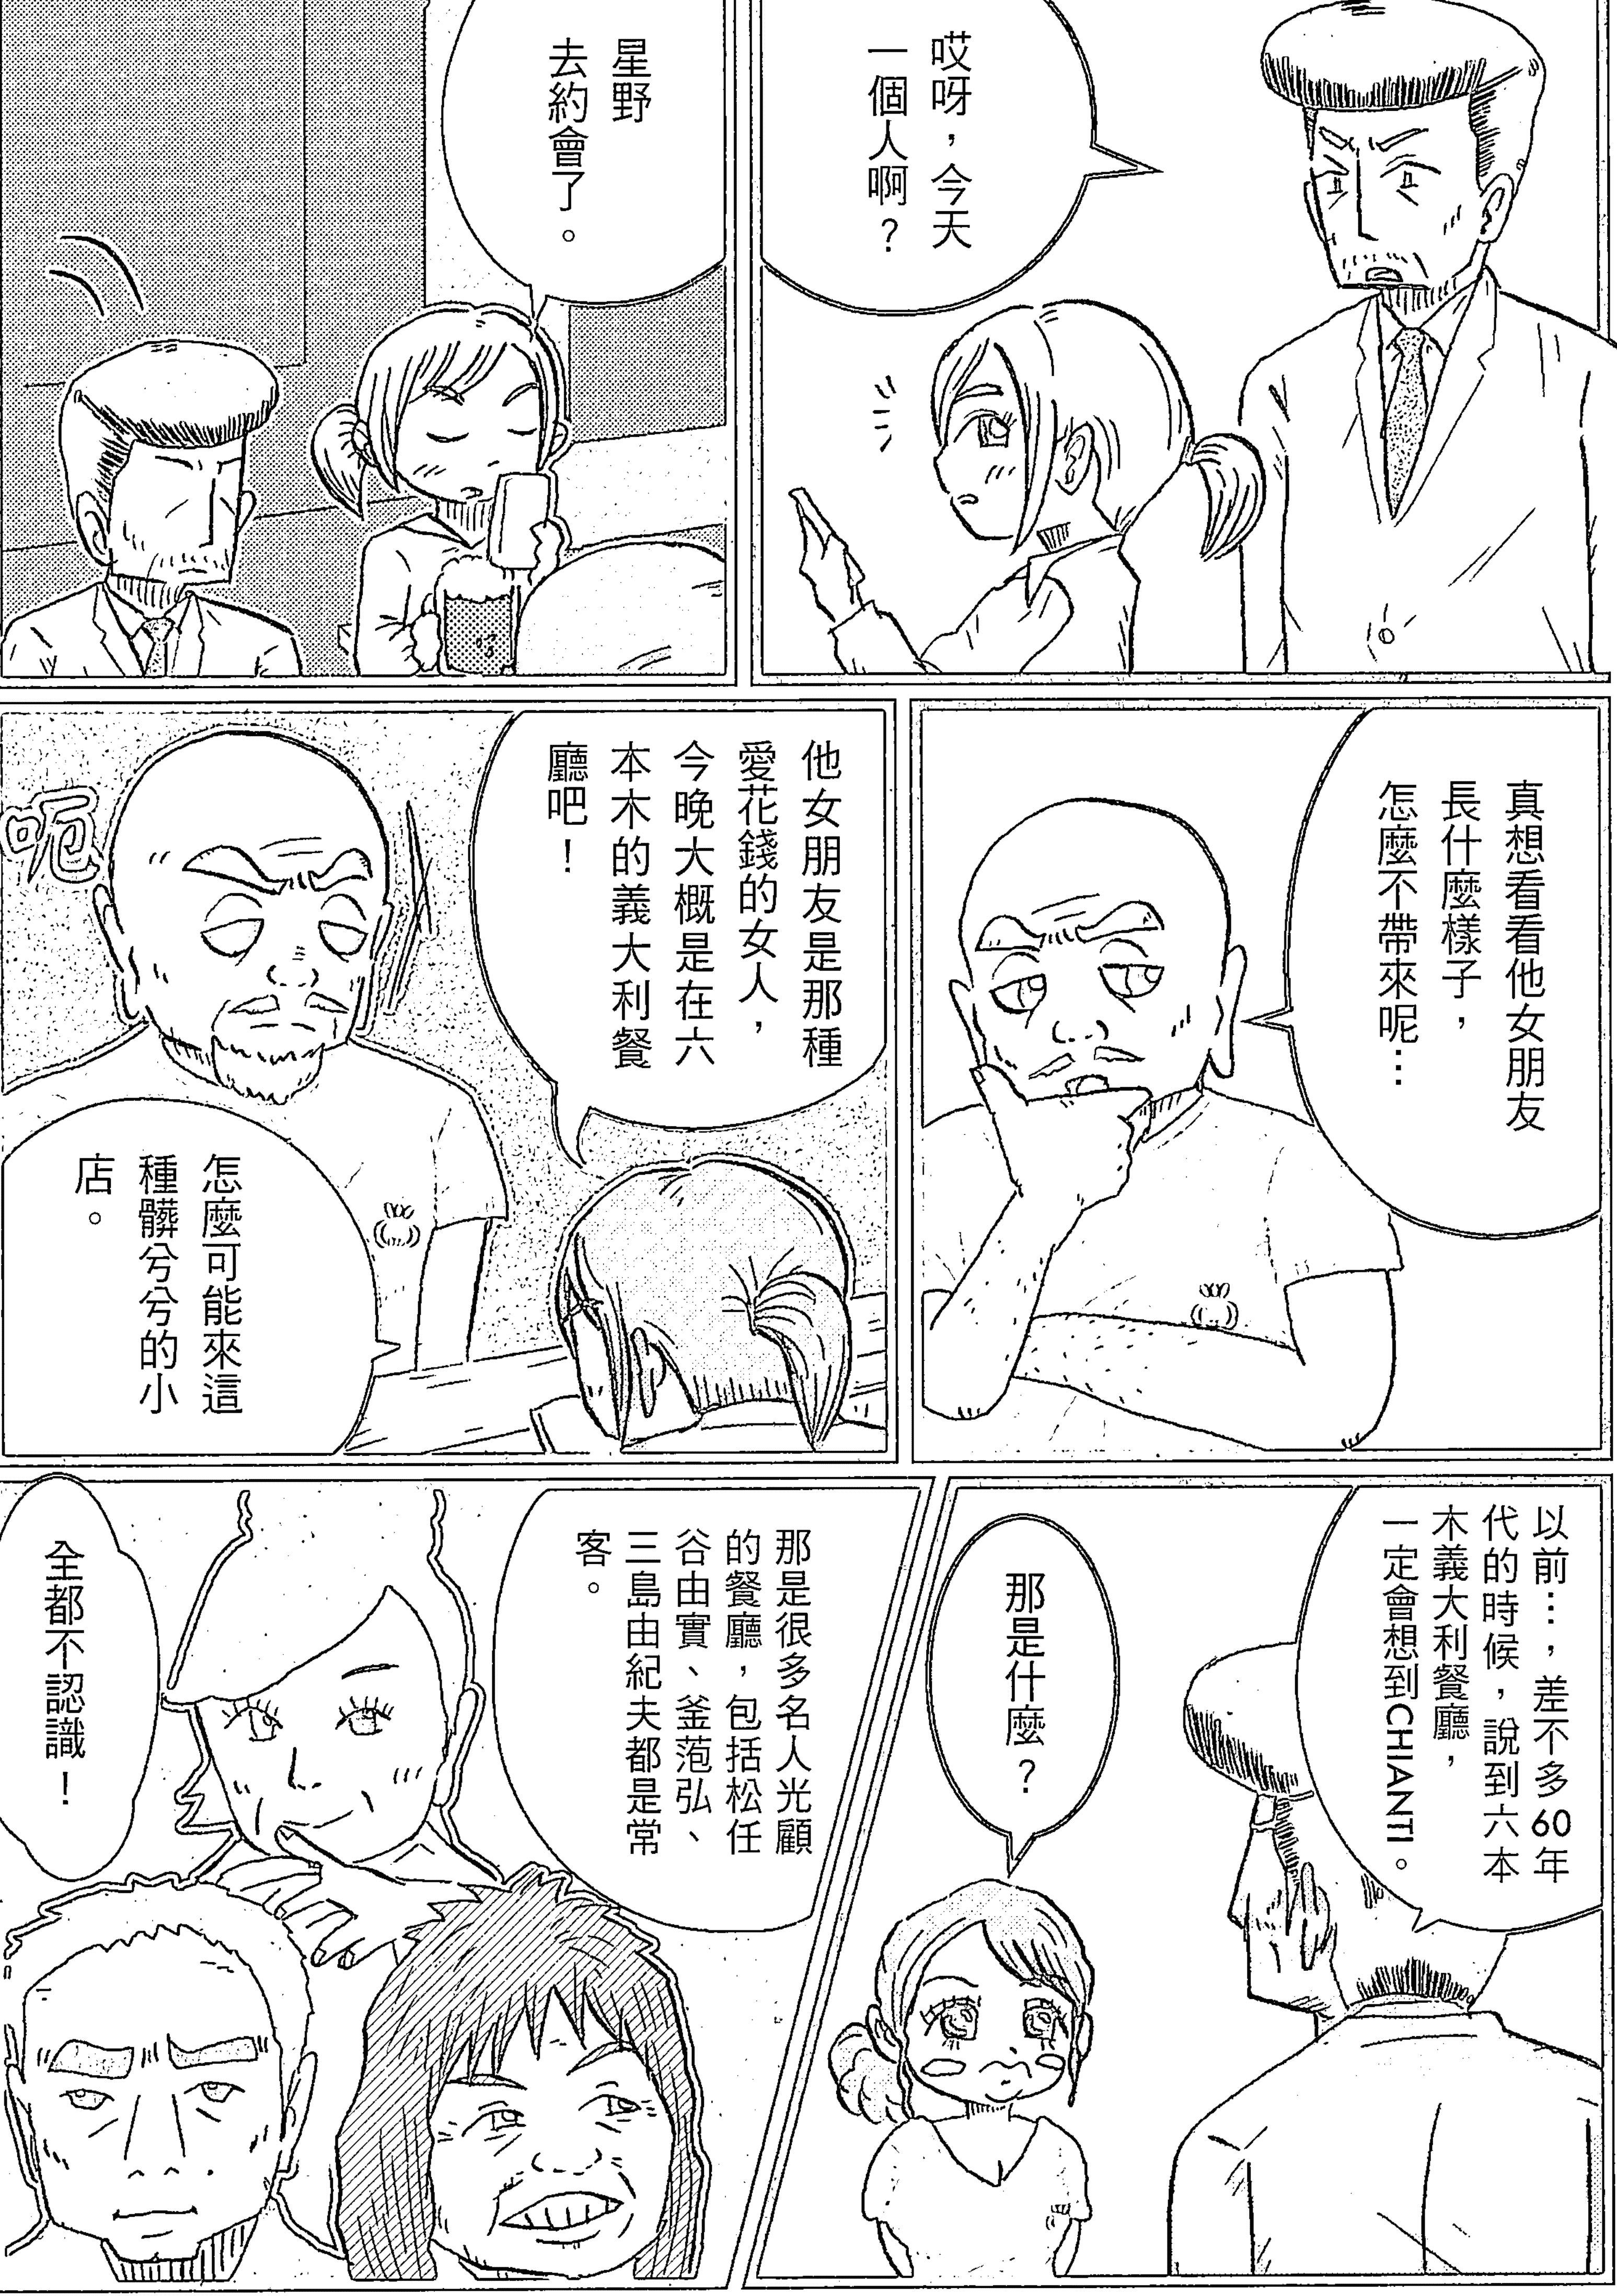 哎呀，今天
一個人啊？
星野
去約會了。
真想看看他女朋友
長什麼樣子，
怎麼不帶來呢…
他女朋友是那種
愛花錢的女人，
今晚大概是在六
本木的義大利餐
廳吧！
呃
怎麼可能來這
種髒兮兮的小
店。
以前…，差不多60年
代的時候，說到六本
木義大利餐廳，
一定會想到CHIANTI。
那是什麼？
那是很多名人光顧
的餐廳，包括松任
谷由實、釜萢弘、
三島由紀夫都是常
客。
全都不認識！